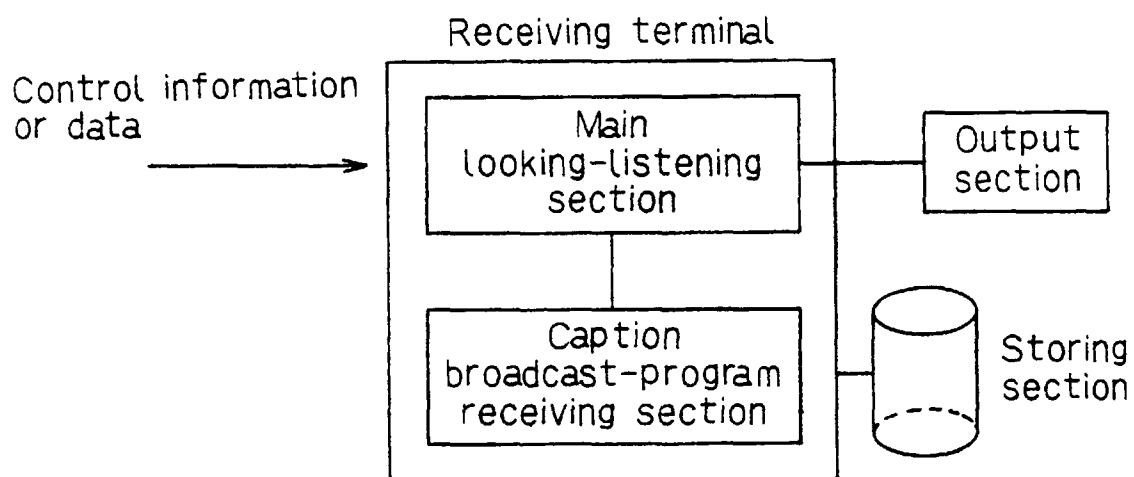 Receiving terminal
Control information
or data
Main
looking-listening
section
Output
section
Caption
broadcast-program
receiving section
Storing
section